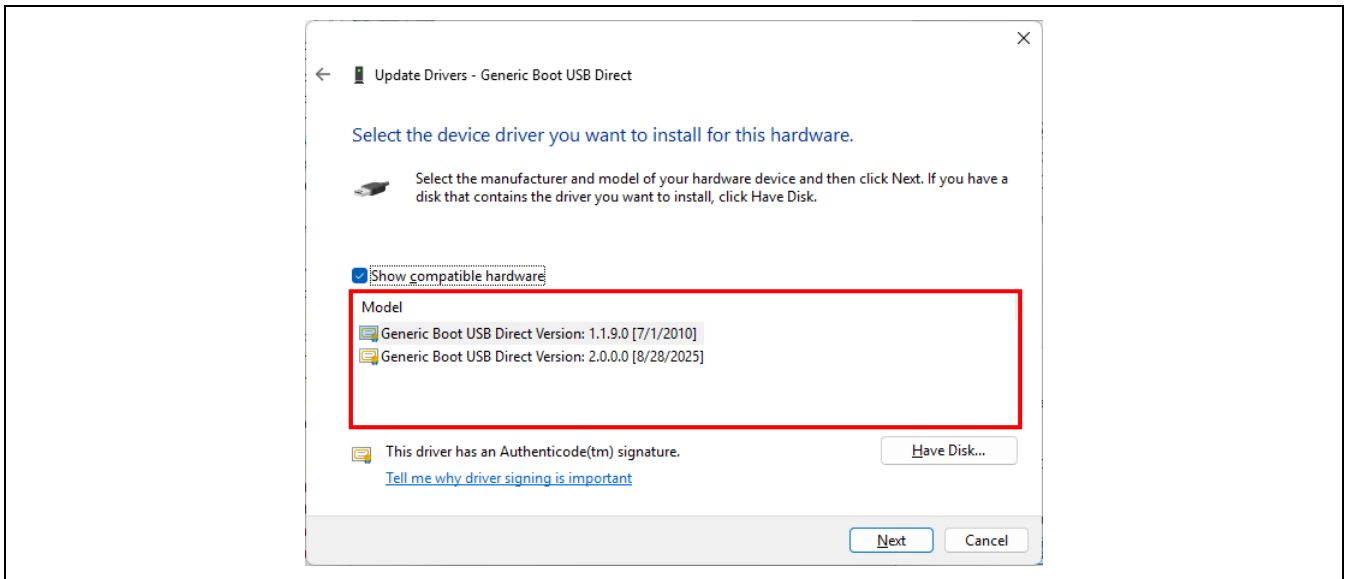 Update Drivers - Generic Boot USB Direct
Select the device driver you want to install for this hardware.
Select the manufacturer and model of your hardware device and then click Next. If you have a
disk that contains the driver you want to install, click Have Disk.
Show compatible hardware
Model
Generic Boot USB Direct Version: 1.1.9.0 [7/1/2010]
Generic Boot USB Direct Version: 2.0.0.0 [8/28/2025]
This driver has an Authenticode(tm) signature.
Have Disk...
Tell me why driver signing is important
Next
Cancel